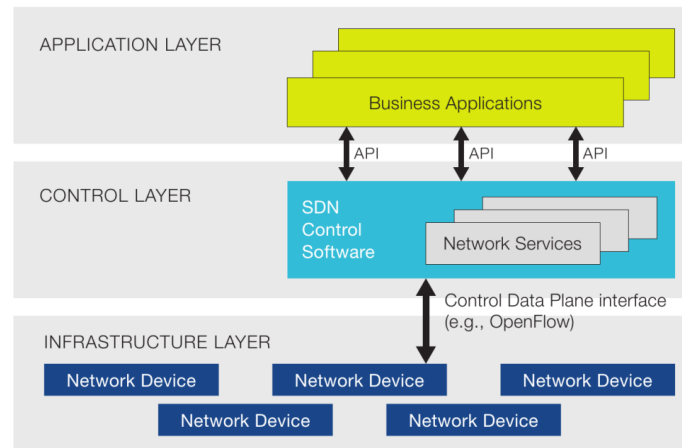 APPLICATION LAYER
Business Applications
API
API
API
CONTROL LAYER
SDN
Control
Software
Network Services
Control Data Plane interface
(e.g., OpenFlow)
INFRASTRUCTURE LAYER
Network Device
Network Device
Network Device
Network Device
Network Device